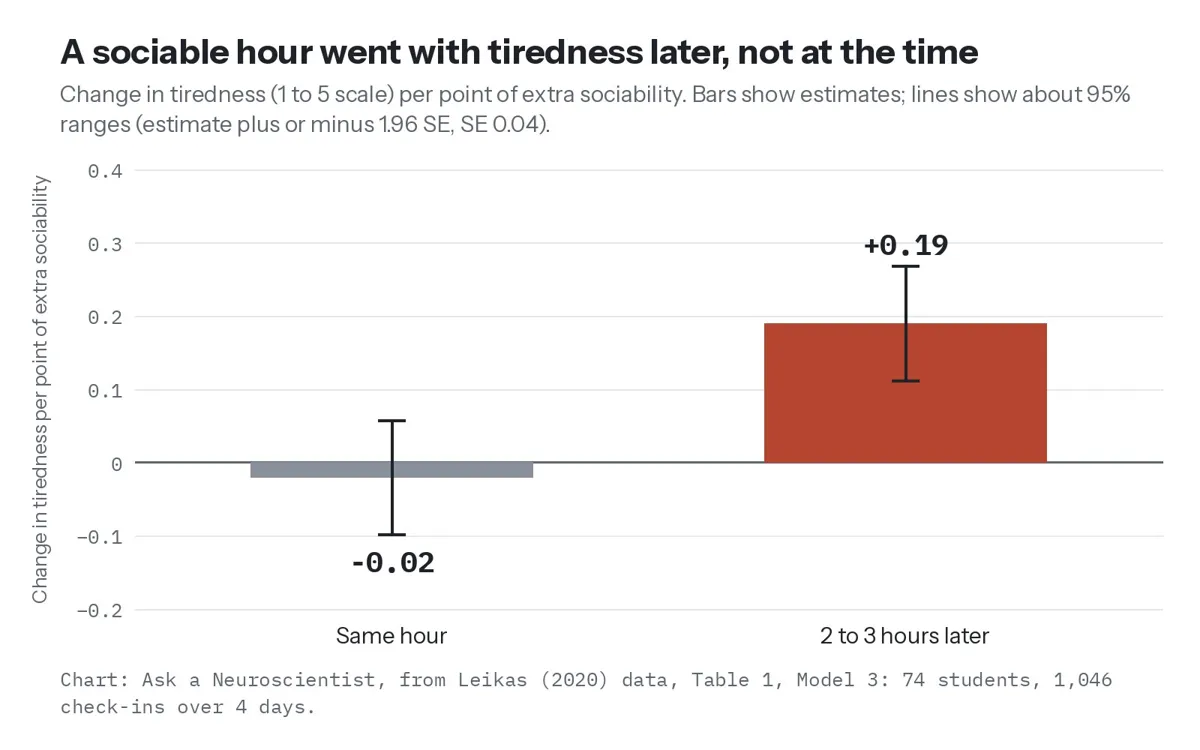 A sociable hour went with tiredness later, not at the time
Change in tiredness (1 to 5 scale) per point of extra sociability. Bars show estimates; lines show about 95%
ranges (estimate plus or minus 1.96 SE, SE 0.04).
Change in tiredness per point of extra sociability
0.4
0.3
0.2
0.1
0
−0.1
−0.2
-0.02
+0.19
Same hour
2 to 3 hours later
Chart: Ask a Neuroscientist, from Leikas (2020) data, Table 1, Model 3: 74 students, 1,046
check-ins over 4 days.